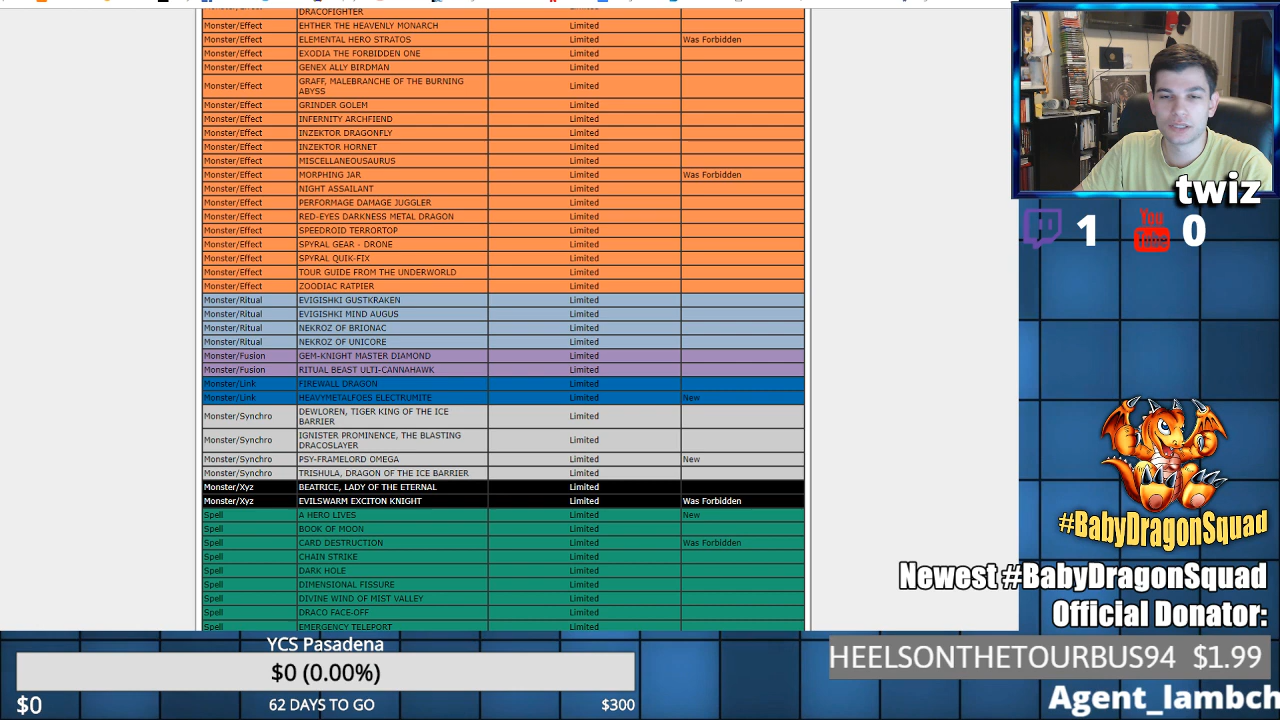 DRACOFIGHTER
Monster/Effect EHTHER THE HEAVENLY MONARCH Limited
Monster/Effect ELEMENTAL HERO STRATOS Limited Was Forbidden
Monster/Effect EXODIA THE FORBIDDEN ONE Limited
Monster/Effect GENEX ALLY BIRDMAN Limited
Monster/Effect GRAFF, MALEBRANCHE OF THE BURNING
ABYSS Limited
Monster/Effect GRINDER GOLEM Limited
Monster/Effect INFERNITY ARCHFIEND Limited
Monster/Effect INZEKTOR DRAGONFLY Limited
Monster/Effect INZEKTOR HORNET Limited
Monster/Effect MISCELLANEOUSAURUS Limited
Monster/Effect MORPHING JAR Limited Was Forbidden
Monster/Effect NIGHT ASSAILANT Limited
Monster/Effect PERFORMAGE DAMAGE JUGGLER Limited
Monster/Effect RED-EYES DARKNESS METAL DRAGON Limited
Monster/Effect SPEEDROID TERRORTOP Limited
Monster/Effect SPYRAL GEAR - DRONE Limited
Monster/Effect SPYRAL QUIK-FIX Limited
Monster/Effect TOUR GUIDE FROM THE UNDERWORLD Limited
Monster/Effect ZOODIAC RATPIER Limited
Monster/Ritual EVIGISHKI GUSTKRAKEN Limited
Monster/Ritual EVIGISHKI MIND AUGUS Limited
Monster/Ritual NEKROZ OF BRIONAC Limited
Monster/Ritual NEKROZ OF UNICORE Limited
Monster/Fusion GEM-KNIGHT MASTER DIAMOND Limited
Monster/Fusion RITUAL BEAST ULTI-CANNAHAWK Limited
Monster/Link FIREWALL DRAGON Limited
Monster/Link HEAVYMETALFOES ELECTRUMITE Limited New
Monster/Synchro DEWLOREN, TIGER KING OF THE ICE
BARRIER Limited
Monster/Synchro IGNISTER PROMINENCE, THE BLASTING
DRACOSLAYER Limited
Monster/Synchro PSY-FRAMELORD OMEGA Limited New
Monster/Synchro TRISHULA, DRAGON OF THE ICE BARRIER Limited
Monster/Xyz BEATRICE, LADY OF THE ETERNAL Limited
Monster/Xyz EVILSWARM EXCITON KNIGHT Limited Was Forbidden
Spell A HERO LIVES Limited New
Spell BOOK OF MOON Limited
Spell CARD DESTRUCTION Limited Was Forbidden
Spell CHAIN STRIKE Limited
Spell DARK HOLE Limited
Spell DIMENSIONAL FISSURE Limited
Spell DIVINE WIND OF MIST VALLEY Limited
Spell DRACO FACE-OFF Limited
Spell EMERGENCY TELEPORT Limited
twiz
1 You Tube 0
#BabyDragonSquad
Newest #BabyDragonSquad
Official Donator:
HEELSONTHETOURBUS94 $1.99
Agent_lambch
YCS Pasadena
$0 (0.00%)
$0 62 DAYS TO GO $300